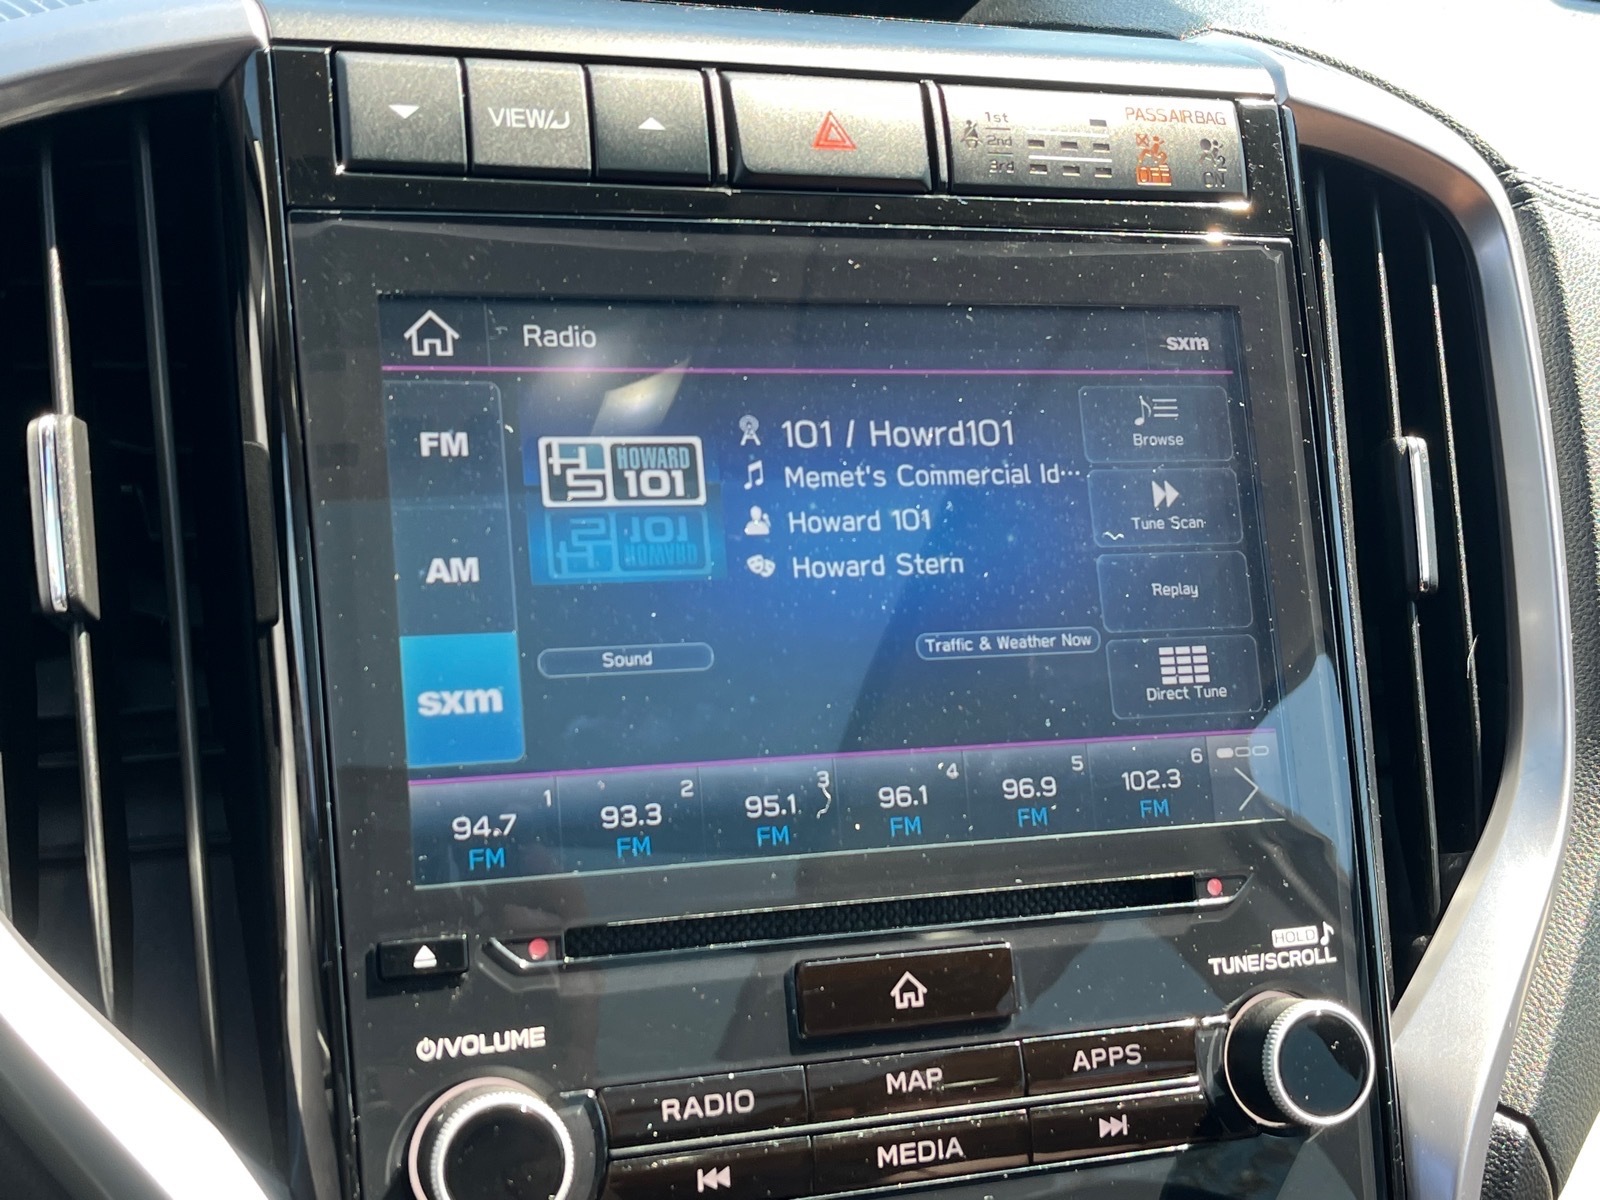 VIEW/
1st
2nd
3rd
PASS AIR BAG
OFF
ON
Radio
sxm
FM
AM
sxm
HS HOWARD 101
101 / Howrd101
Memet's Commercial Id…
Howard 101
Howard Stern
Sound
Traffic & Weather Now
Browse
Tune Scan
Replay
Direct Tune
1
94.7
FM
2
93.3
FM
3
95.1
FM
4
96.1
FM
5
96.9
FM
6
102.3
FM
HOLD
TUNE/SCROLL
/VOLUME
RADIO
MAP
APPS
MEDIA